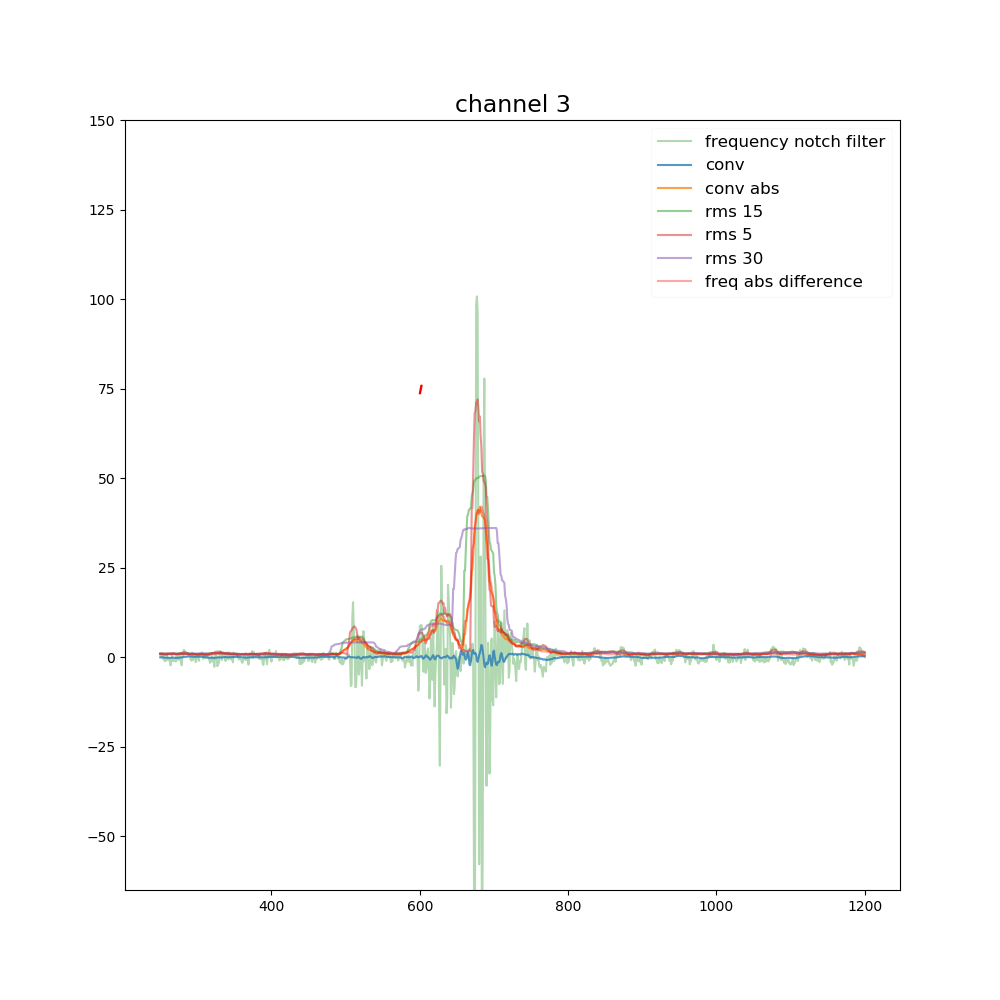 channel 3
150
125
100
75
50
25
0
−25
−50
400 600 800 1000 1200
frequency notch filter
conv
conv abs
rms 15
rms 5
rms 30
freq abs difference